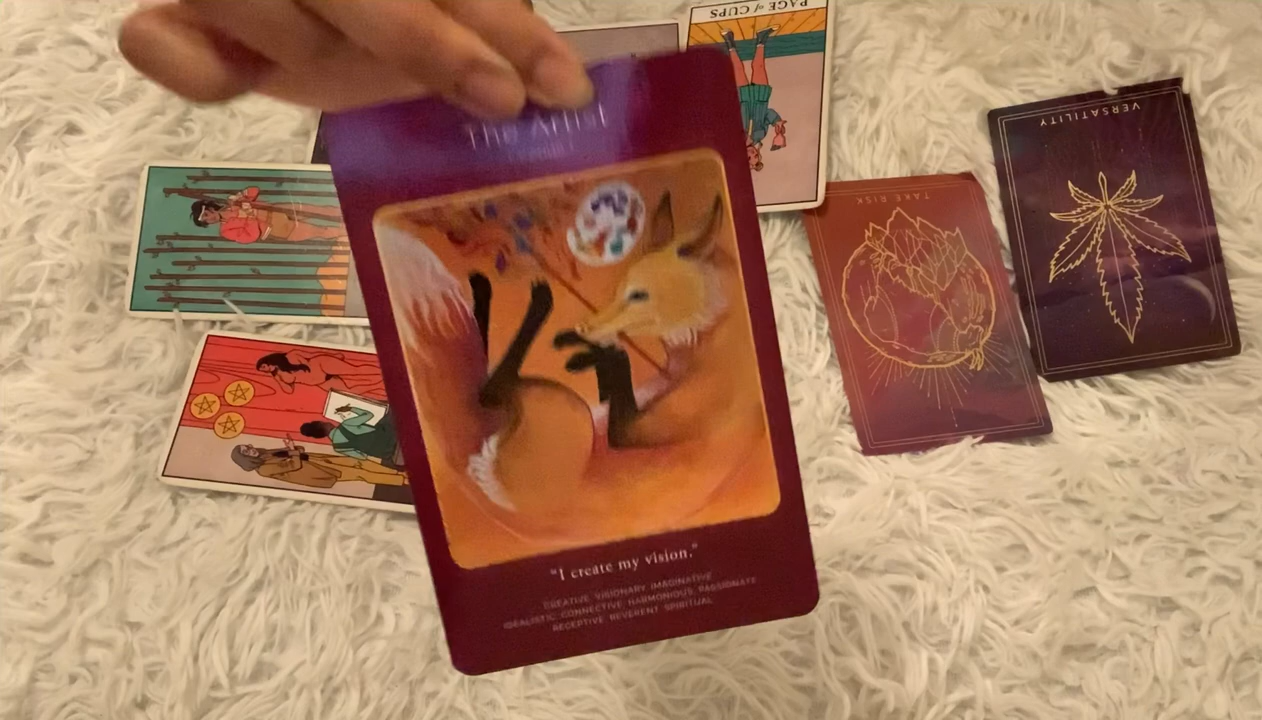 PAGE of CUPS
The Artist
VERSATILITY
TAKE RISK
"I create my vision."
CREATIVE VISIONARY IMAGINATIVE
IDEALISTIC CONNECTIVE HARMONIOUS PASSIONATE
RECEPTIVE REVERENT SPIRITUAL